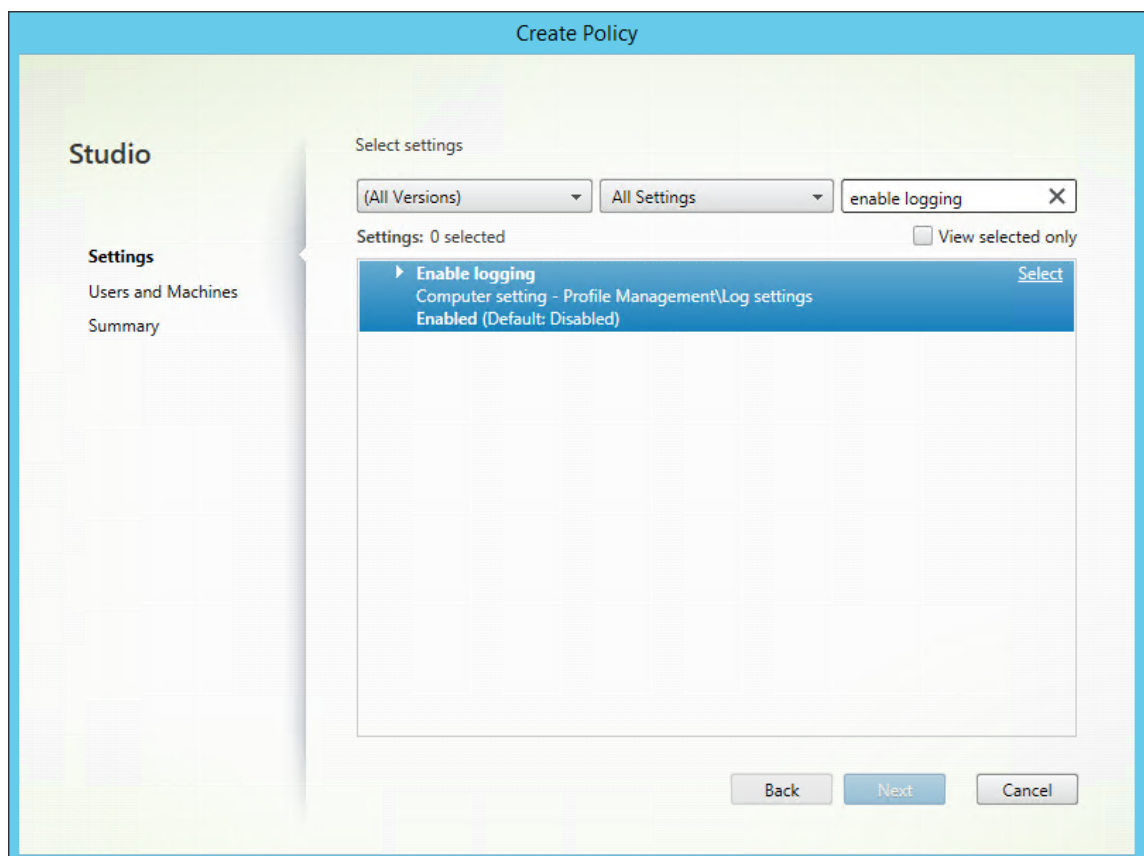 Create Policy
Studio
Settings
Users and Machines
Summary
Select settings
(All Versions)
All Settings
enable logging
Settings: 0 selected
View selected only
Enable logging
Select
Computer setting - Profile Management\Log settings
Enabled (Default: Disabled)
Back
Next
Cancel